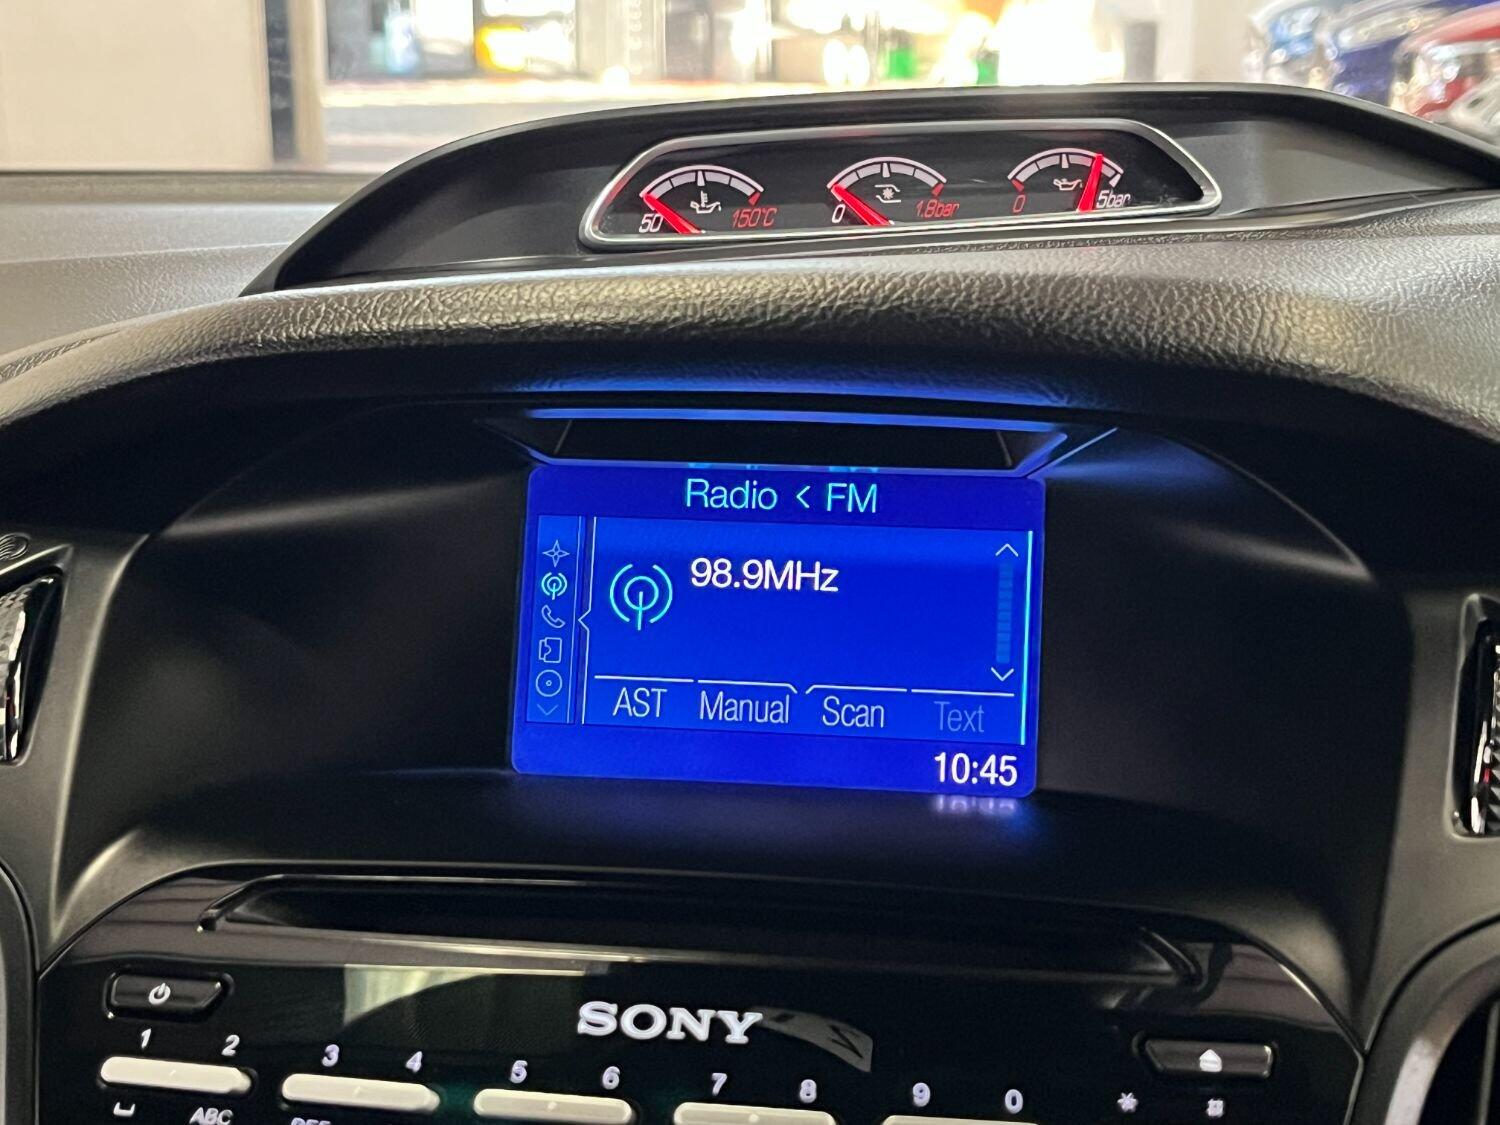 50 150°C 0 1.8bar 0 5bar
Radio < FM
98.9MHz
AST Manual Scan Text
10:45
SONY
1 2 3 4 5 6 7 8 9 0 *
ABC